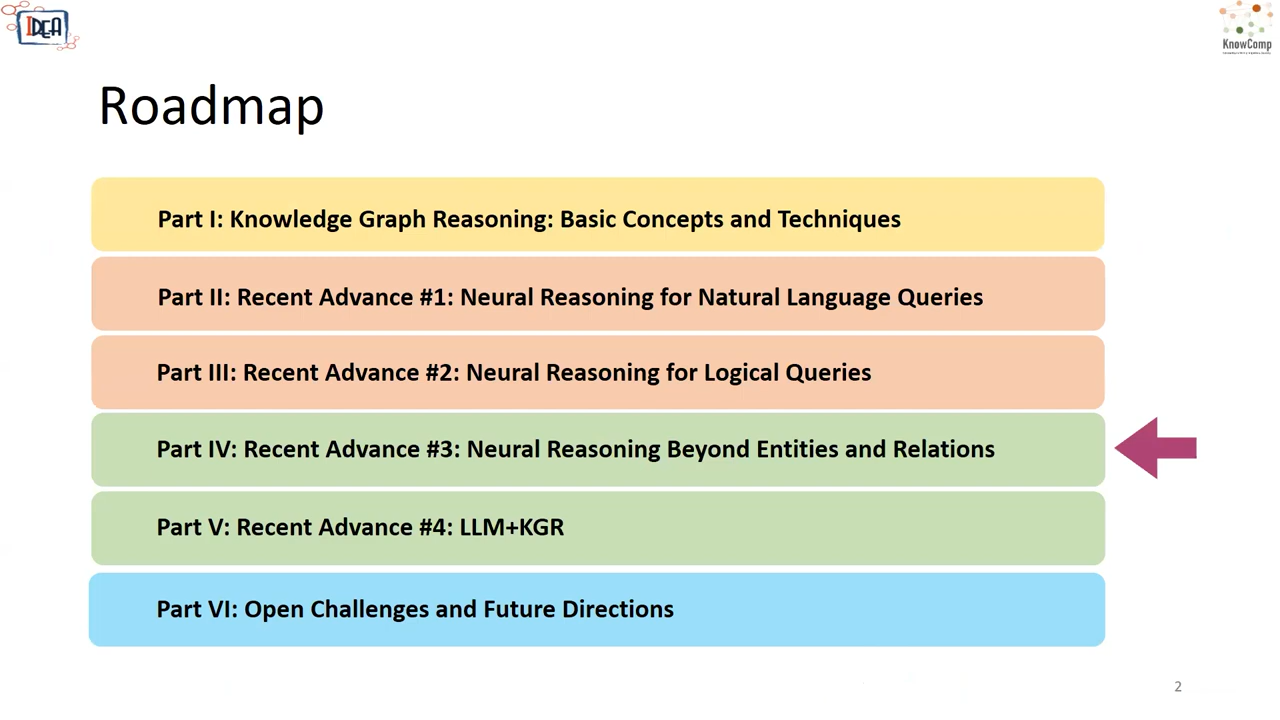 IDEA
KnowComp
Roadmap
Part I: Knowledge Graph Reasoning: Basic Concepts and Techniques
Part II: Recent Advance #1: Neural Reasoning for Natural Language Queries
Part III: Recent Advance #2: Neural Reasoning for Logical Queries
Part IV: Recent Advance #3: Neural Reasoning Beyond Entities and Relations
Part V: Recent Advance #4: LLM+KGR
Part VI: Open Challenges and Future Directions
2